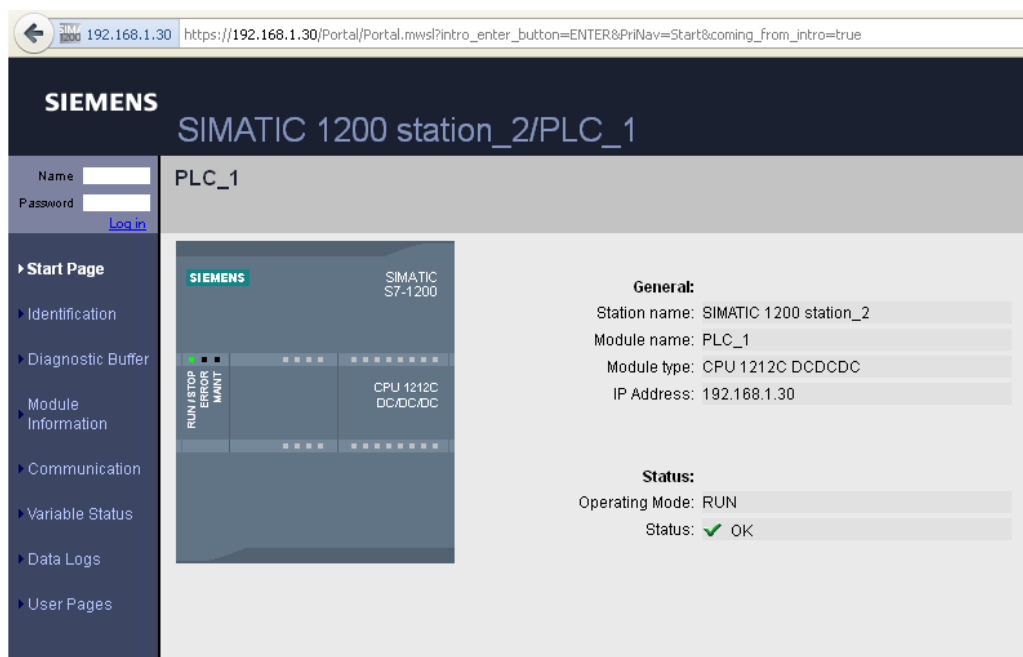 SIMA
1200
192.168.1.30
https://192.168.1.30/Portal/Portal.mwsl?intro_enter_button=ENTER&PriNav=Start&coming_from_intro=true
SIEMENS
SIMATIC 1200 station_2/PLC_1
Name
Password
Log in
PLC_1
Start Page
Identification
Diagnostic Buffer
Module
Information
Communication
Variable Status
Data Logs
User Pages
SIEMENS
SIMATIC
S7-1200
RUN / STOP
ERROR
MAINT
CPU 1212C
DC/DC/DC
General:
Station name: SIMATIC 1200 station_2
Module name: PLC_1
Module type: CPU 1212C DCDCDC
IP Address: 192.168.1.30
Status:
Operating Mode: RUN
Status: OK